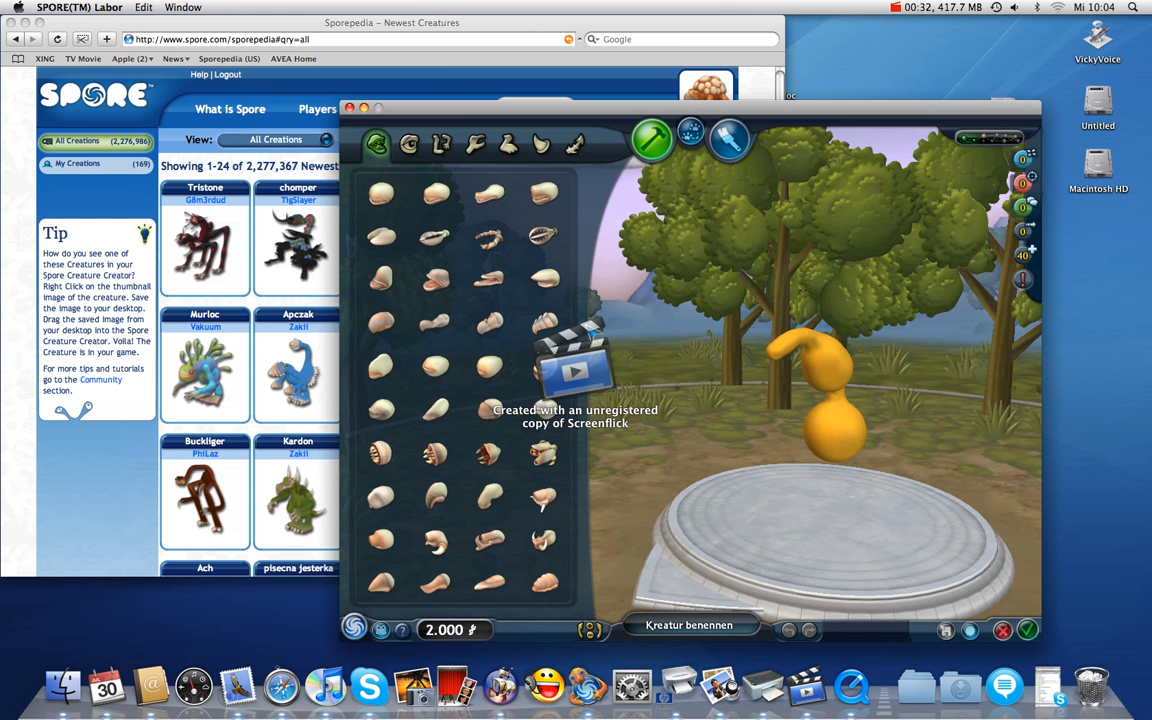 SPORE(TM) Labor Edit Window
00:32, 417.7 MB
Mi 10:04
Sporepedia - Newest Creatures
http://www.spore.com/sporepedia#qry=all
Google
XING TV Movie Apple (2)▾ News▾ Sporepedia (US) AVEA Home
Help | Logout
SPORE™
What is Spore
Players
All Creations (2,276,986)
My Creations (169)
View: All Creations
Showing 1-24 of 2,277,367 Newest
Tristone
G8m3rdud
chomper
TigSlayer
Tip
How do you see one of
these Creatures in your
Spore Creature Creator?
Right Click on the thumbnail
image of the creature. Save
the image to your desktop.
Drag the saved image from
your desktop into the Spore
Creature Creator. Voila! The
Creature is in your game.
For more tips and tutorials
go to the Community
section.
Murloc
Vakuum
Apczak
Zakii
Buckliger
PhiLaz
Kardon
Zakii
Ach
pisecna jesterka
Created with an unregistered
copy of Screenflick
0
0
0
0
40
2.000
Kreatur benennen
VickyVoice
Untitled
Macintosh HD
30